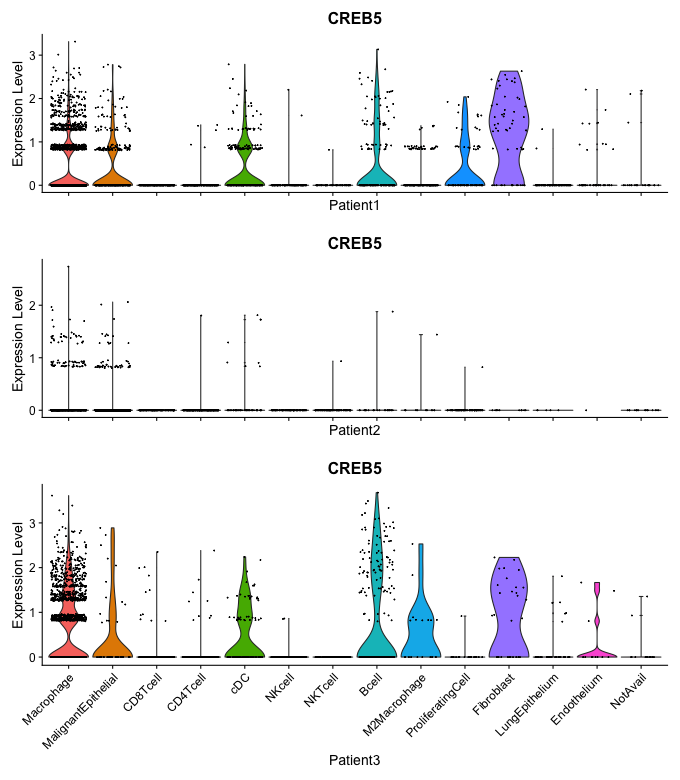 CREB5
3
2
1
0
Expression Level
Patient1
CREB5
2
1
0
Expression Level
Patient2
CREB5
3
2
1
0
Expression Level
Macrophage
MalignantEpithelial
CD8Tcell
CD4Tcell
cDC
NKcell
NKTcell
Bcell
M2Macrophage
ProliferatingCell
Fibroblast
LungEpithelium
Endothelium
NotAvail
Patient3